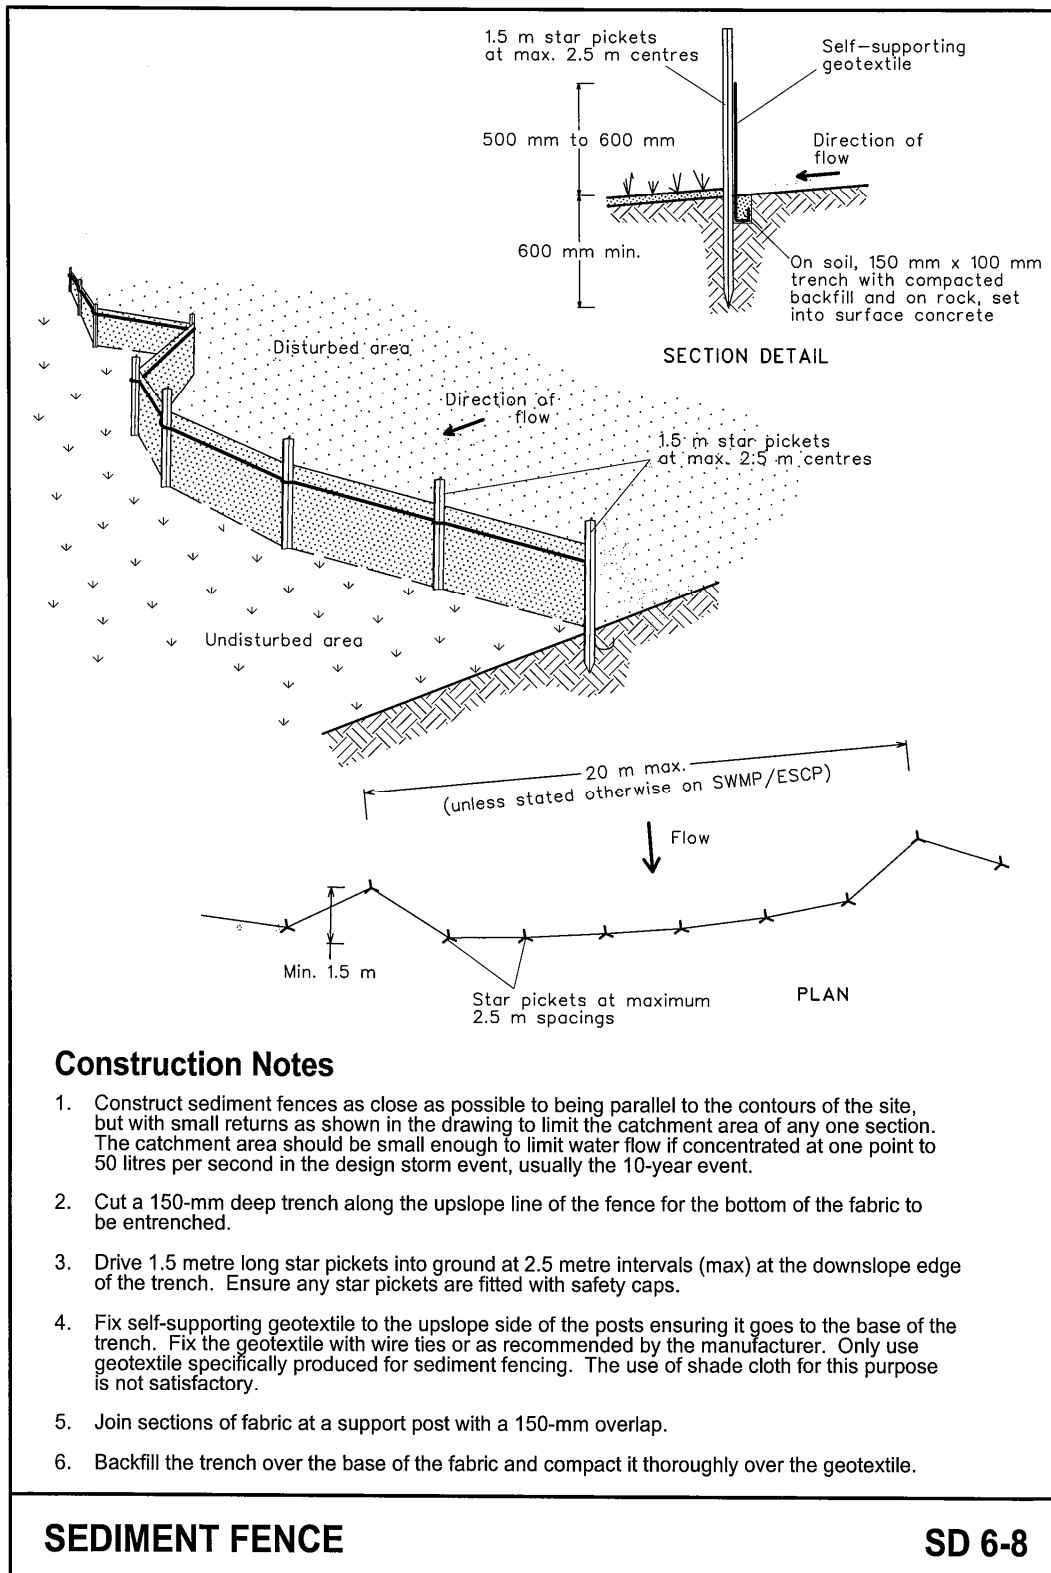 1.5 m star pickets
at max. 2.5 m centres
Self-supporting
geotextile
500 mm to 600 mm
Direction of
flow
600 mm min.
On soil, 150 mm x 100 mm
trench with compacted
backfill and on rock, set
into surface concrete
SECTION DETAIL
Disturbed area
Direction of
flow
1.5 m star pickets
at max. 2.5 m centres
Undisturbed area
20 m max.
(unless stated otherwise on SWMP/ESCP)
Flow
Min. 1.5 m
Star pickets at maximum
2.5 m spacings
PLAN
Construction Notes
1. Construct sediment fences as close as possible to being parallel to the contours of the site,
but with small returns as shown in the drawing to limit the catchment area of any one section.
The catchment area should be small enough to limit water flow if concentrated at one point to
50 litres per second in the design storm event, usually the 10-year event.
2. Cut a 150-mm deep trench along the upslope line of the fence for the bottom of the fabric to
be entrenched.
3. Drive 1.5 metre long star pickets into ground at 2.5 metre intervals (max) at the downslope edge
of the trench. Ensure any star pickets are fitted with safety caps.
4. Fix self-supporting geotextile to the upslope side of the posts ensuring it goes to the base of the
trench. Fix the geotextile with wire ties or as recommended by the manufacturer. Only use
geotextile specifically produced for sediment fencing. The use of shade cloth for this purpose
is not satisfactory.
5. Join sections of fabric at a support post with a 150-mm overlap.
6. Backfill the trench over the base of the fabric and compact it thoroughly over the geotextile.
SEDIMENT FENCE
SD 6-8